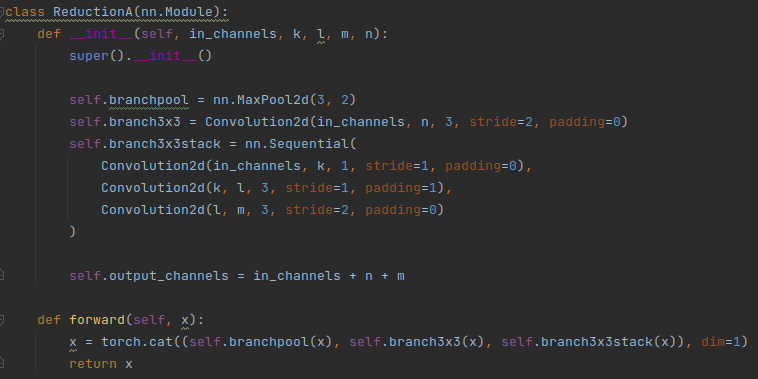 class ReductionA(nn.Module):
    def __init__(self, in_channels, k, l, m, n):
        super().__init__()

        self.branchpool = nn.MaxPool2d(3, 2)
        self.branch3x3 = Convolution2d(in_channels, n, 3, stride=2, padding=0)
        self.branch3x3stack = nn.Sequential(
            Convolution2d(in_channels, k, 1, stride=1, padding=0),
            Convolution2d(k, l, 3, stride=1, padding=1),
            Convolution2d(l, m, 3, stride=2, padding=0)
        )

        self.output_channels = in_channels + n + m

    def forward(self, x):
        x = torch.cat((self.branchpool(x), self.branch3x3(x), self.branch3x3stack(x)), dim=1)
        return x